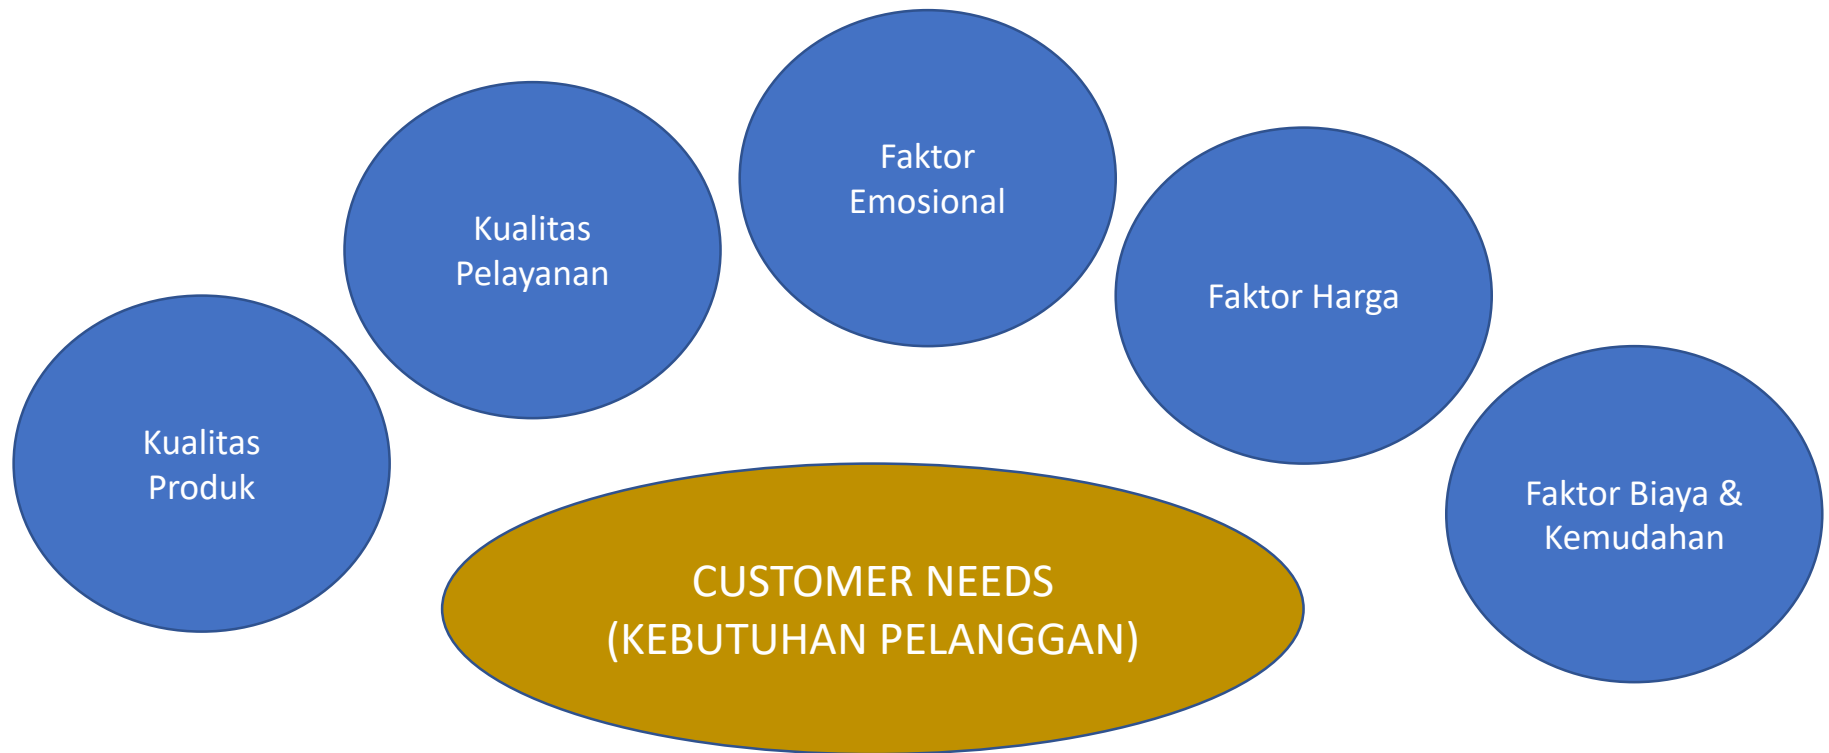 Kualitas
Produk
Kualitas
Pelayanan
Faktor
Emosional
Faktor Harga
Faktor Biaya &
Kemudahan
CUSTOMER NEEDS
(KEBUTUHAN PELANGGAN)